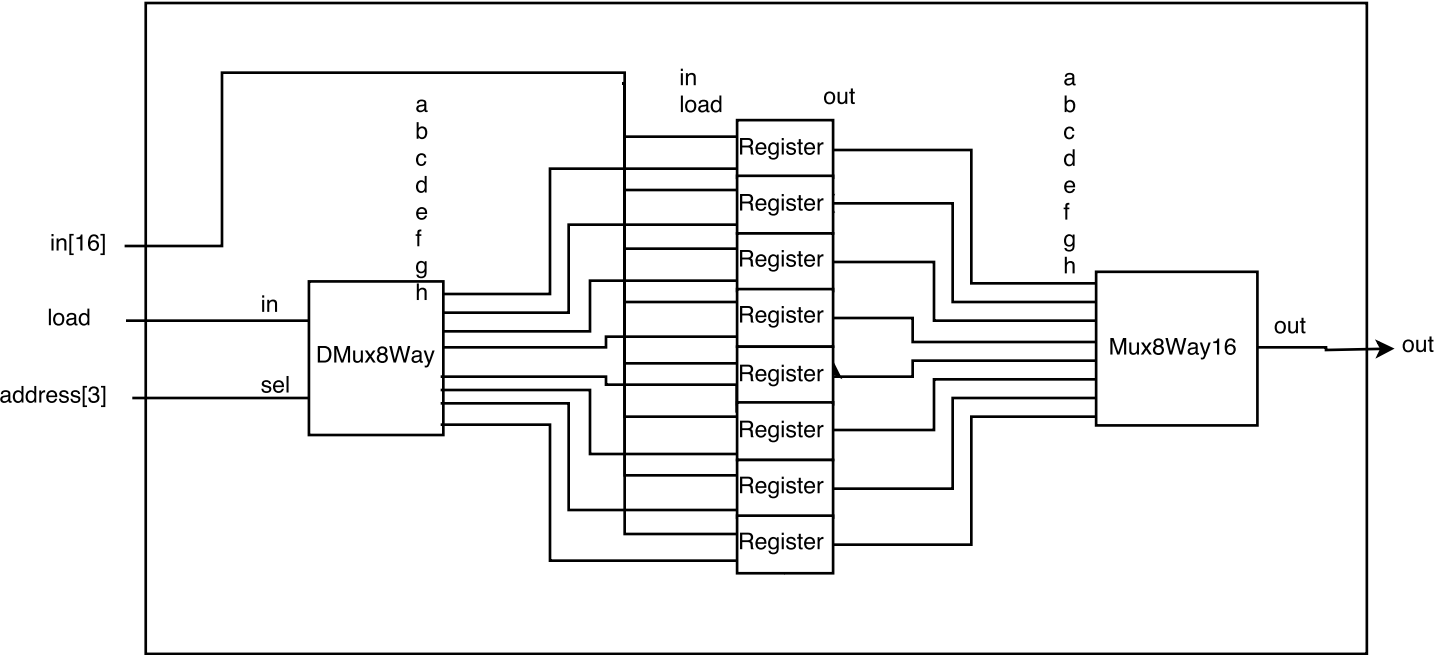 in
load
out
a
b
c
d
e
f
g
h
a
b
c
d
e
f
g
h
in[16]
load
address[3]
in
sel
DMux8Way
Register
Register
Register
Register
Register
Register
Register
Register
Mux8Way16
out
out